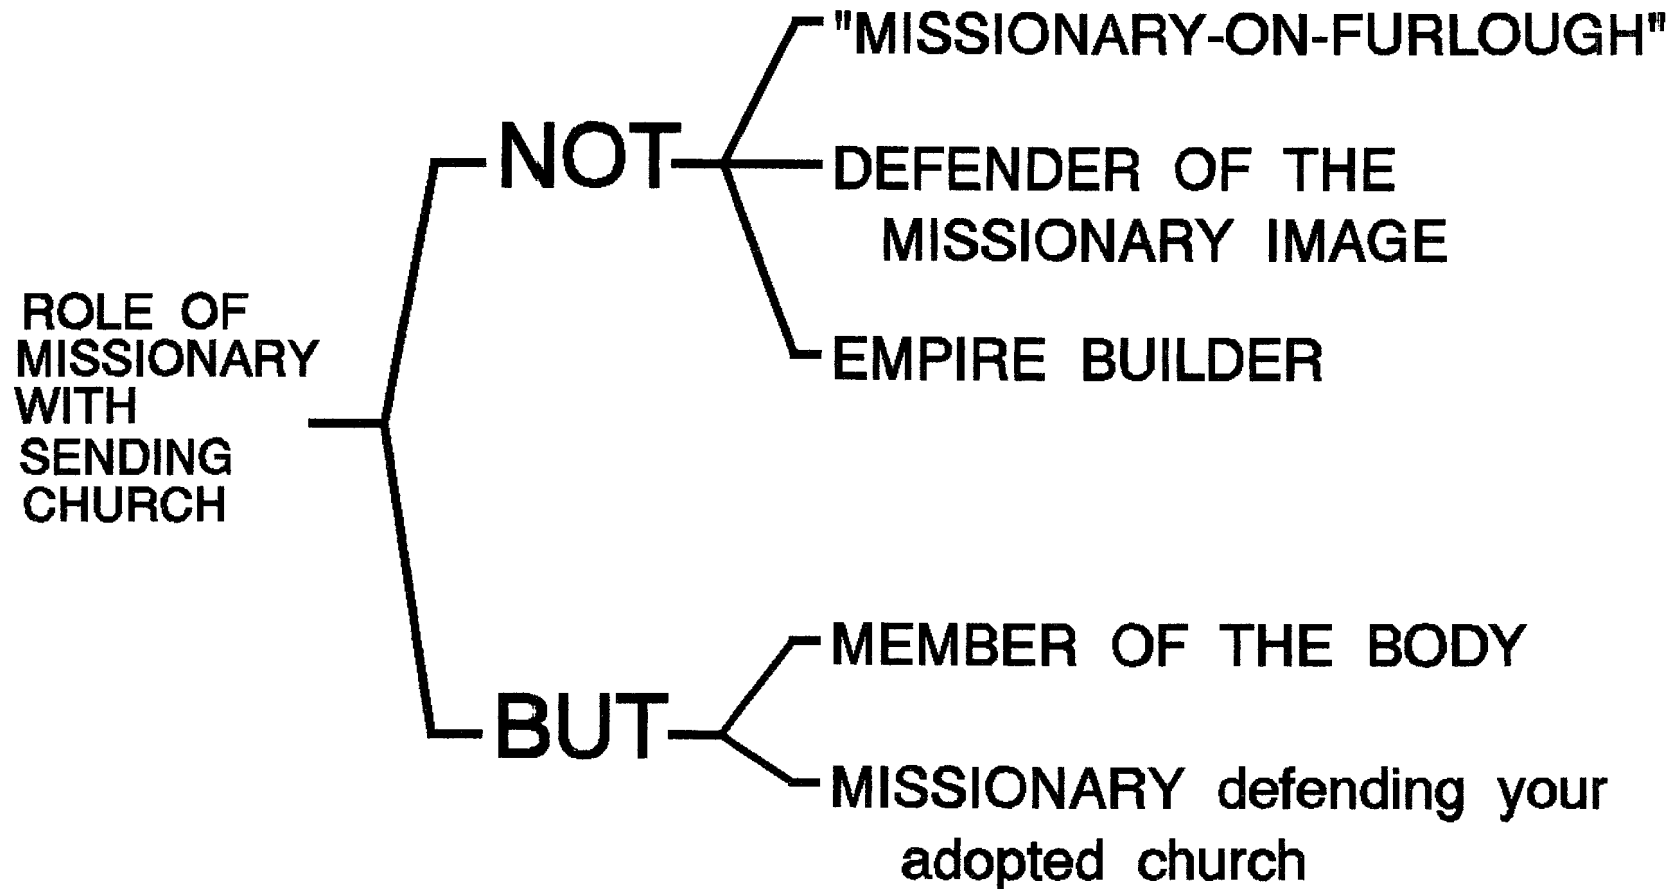 ROLE OF
MISSIONARY
WITH
SENDING
CHURCH
NOT
"MISSIONARY-ON-FURLOUGH"
DEFENDER OF THE
MISSIONARY IMAGE
EMPIRE BUILDER
BUT
MEMBER OF THE BODY
MISSIONARY defending your
adopted church